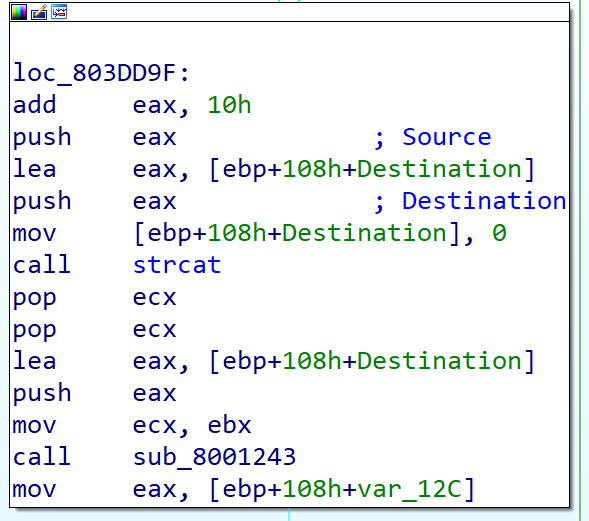 loc_803DD9F:
add     eax, 10h
push    eax             ; Source
lea     eax, [ebp+108h+Destination]
push    eax             ; Destination
mov     [ebp+108h+Destination], 0
call    strcat
pop     ecx
pop     ecx
lea     eax, [ebp+108h+Destination]
push    eax
mov     ecx, ebx
call    sub_8001243
mov     eax, [ebp+108h+var_12C]